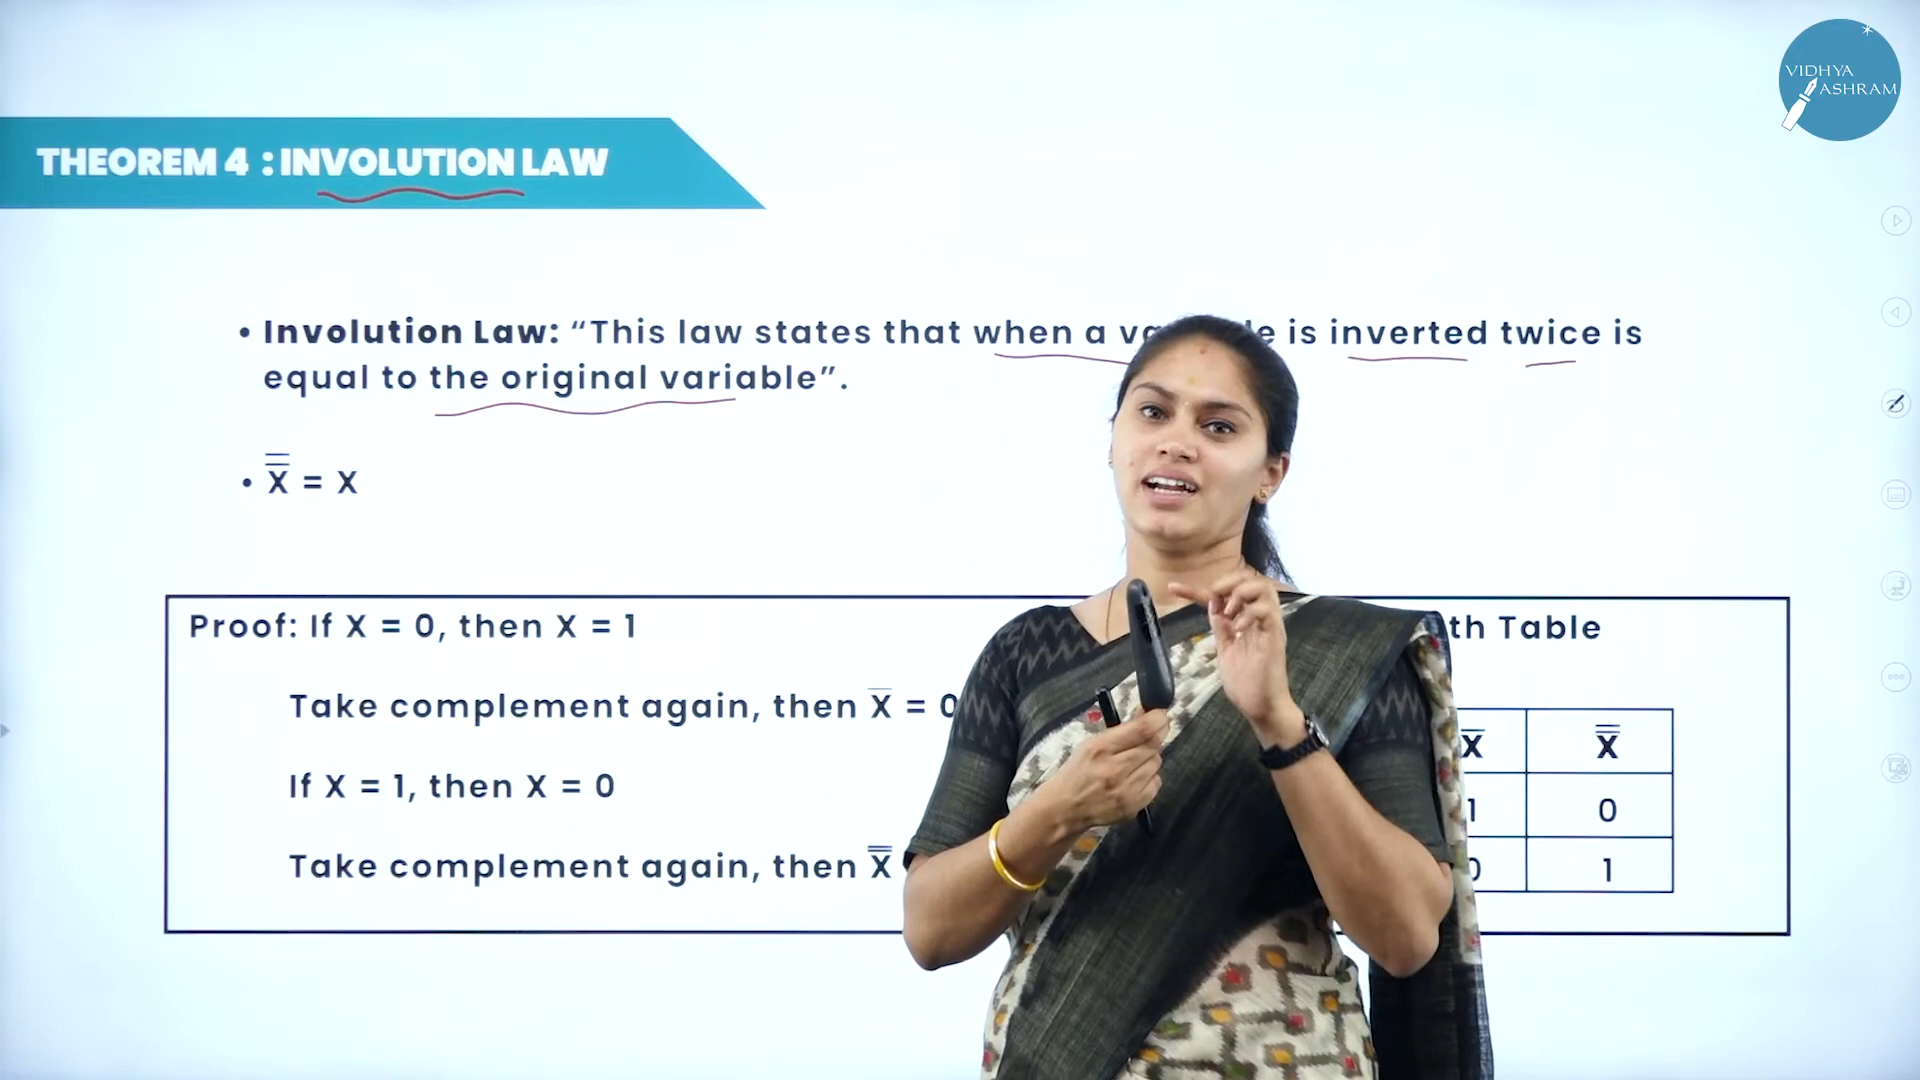 VIDHYA
ASHRAM
THEOREM 4 : INVOLUTION LAW
• Involution Law: “This law states that when a is inverted twice is
equal to the original variable”.
• X̿ = X
Proof: If X = 0, then X = 1
Take complement again, then X̅ = 0
If X = 1, then X = 0
Take complement again, then X̿
Table
X̅ X̿
1 0
0 1